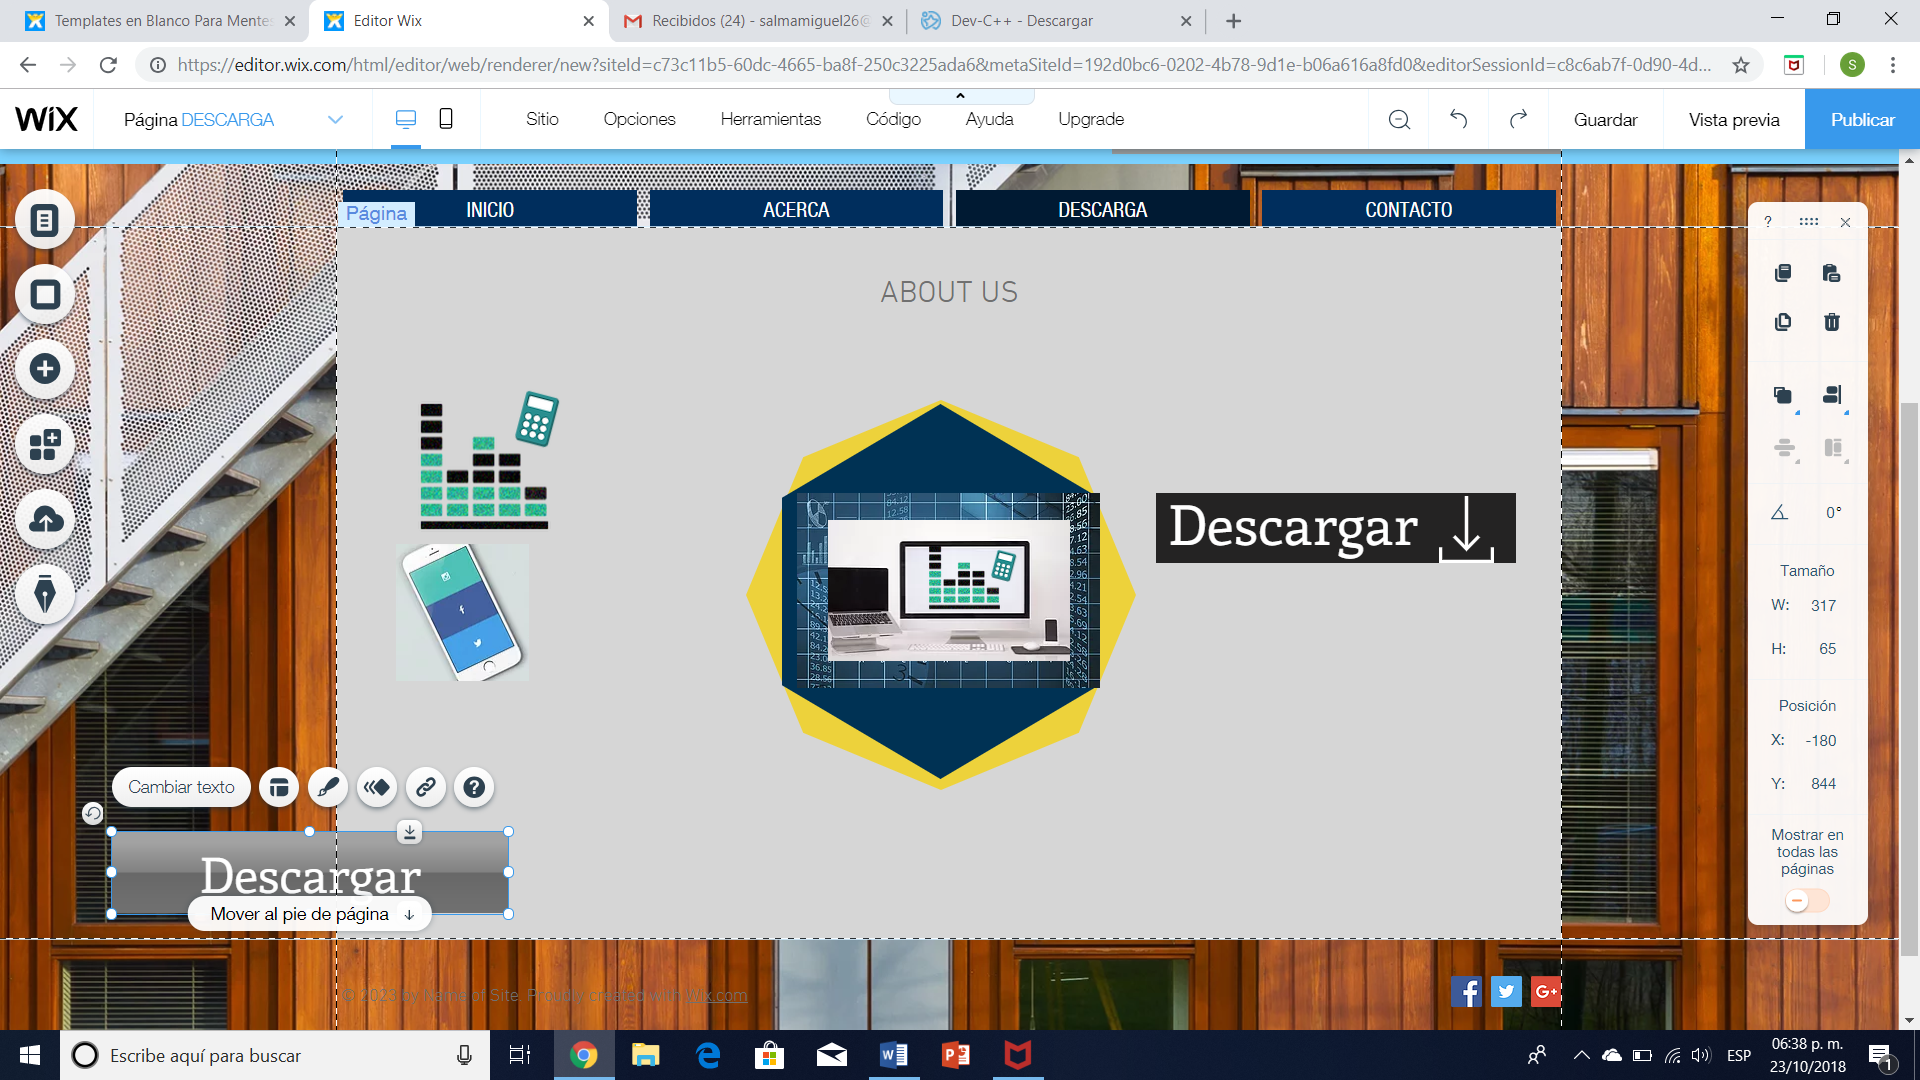 Templates en Blanco Para Mentes
Editor Wix
Recibidos (24) - salmamiguel26@
Dev-C++ - Descargar
https://editor.wix.com/html/editor/web/renderer/new?siteId=c73c11b5-60dc-4665-ba8f-250c3225ada6&metaSiteId=192d0bc6-0202-4b78-9d1e-b06a616a8fd0&editorSessionId=c8c6ab7f-0d90-4d...
S
WiX
Página DESCARGA
Sitio
Opciones
Herramientas
Código
Ayuda
Upgrade
Guardar
Vista previa
Publicar
Página
INICIO
ACERCA
DESCARGA
CONTACTO
?
ABOUT US
Descargar
0°
Tamaño
W: 317
H: 65
Posición
X: -180
Y: 844
Mostrar en
todas las
páginas
Cambiar texto
?
Descargar
Mover al pie de página
by Name of Site. Proudly created with Wix.com
G+
Escribe aquí para buscar
ESP
06:38 p. m.
23/10/2018
1